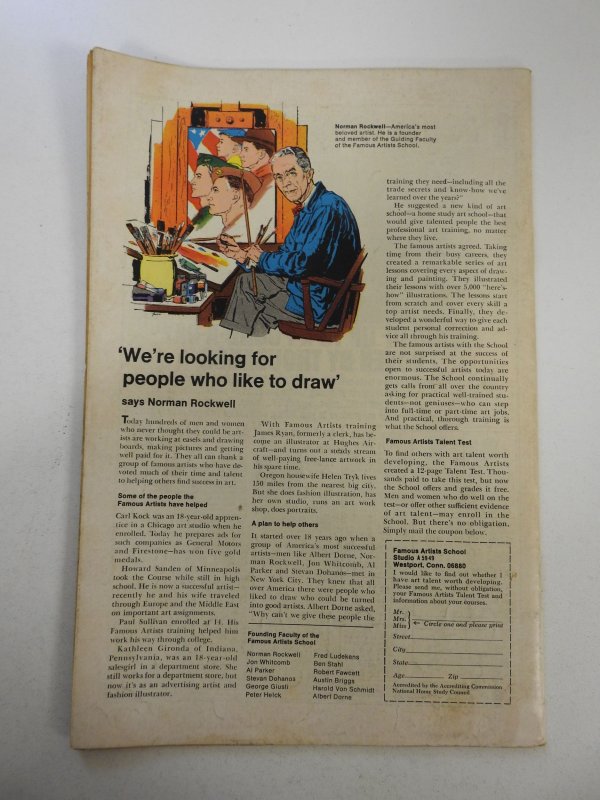 Norman Rockwell—America's most
beloved artist. He is a founder
and member of the Guiding Faculty
of the Famous Artists School.
'We're looking for
people who like to draw'
says Norman Rockwell
Today hundreds of men and women
who never thought they could be art-
ists are working at easels and drawing
boards, making pictures and getting
well paid for it. They all can thank a
group of famous artists who have de-
voted much of their time and talent
to helping others find success in art.
Some of the people the
Famous Artists have helped
Carl Kock was an 18-year-old appren-
tice in a Chicago art studio when he
enrolled. Today he prepares ads for
such companies as General Motors
and Firestone—has won five gold
medals.
Howard Sanden of Minneapolis
took the Course while still in high
school. He is now a successful artist—
recently he and his wife traveled
through Europe and the Middle East
on important art assignments.
Paul Sullivan enrolled at 14. His
Famous Artists training helped him
work his way through college.
Kathleen Gironda of Indiana,
Pennsylvania, was an 18-year-old
salesgirl in a department store. She
still works for a department store, but
now it's as an advertising artist and
fashion illustrator.
With Famous Artists training
James Ryan, formerly a clerk, has be-
come an illustrator at Hughes Air-
craft—and turns out a steady stream
of well-paying free-lance artwork in
his spare time.
Oregon housewife Helen Tryk lives
150 miles from the nearest big city.
But she does fashion illustration, has
her own studio, runs an art work
shop, does portraits.
A plan to help others
It started over 18 years ago when a
group of America's most successful
artists—men like Albert Dorne, Nor-
man Rockwell, Jon Whitcomb, Al
Parker and Stevan Dohanos—met in
New York City. They knew that all
over America there were people who
liked to draw who could be turned
into good artists. Albert Dorne asked,
"Why can't we give these people the
Founding Faculty of the
Famous Artists School
Norman Rockwell
Jon Whitcomb
Al Parker
Stevan Dohanos
George Giusti
Peter Helck
Fred Ludekens
Ben Stahl
Robert Fawcett
Austin Briggs
Harold Von Schmidt
Albert Dorne
training they need—including all the
trade secrets and know-how we've
learned over the years?"
He suggested a new kind of art
school—a home study art school—that
would give talented people the best
professional art training, no matter
where they live.
The famous artists agreed. Taking
time from their busy careers, they
created a remarkable series of art
lessons covering every aspect of draw-
ing and painting. They illustrated
their lessons with over 5,000 "here's-
how" illustrations. The lessons start
from scratch and cover every skill a
top artist needs. Finally, they de-
veloped a wonderful way to give each
student personal correction and ad-
vice all through his training.
The famous artists with the School
are not surprised at the success of
their students. The opportunities
open to successful artists today are
enormous. The School continually
gets calls from all over the country
asking for practical well-trained stu-
dents—not geniuses—who can step
into full-time or part-time art jobs.
And practical, thorough training is
what the School offers.
Famous Artists Talent Test
To find others with art talent worth
developing, the Famous Artists
created a 12-page Talent Test. Thou-
sands paid to take this test, but now
the School offers and grades it free.
Men and women who do well on the
test—or offer other sufficient evidence
of art talent—may enroll in the
School. But there's no obligation.
Simply mail the coupon below.
Famous Artists School
Studio A 5649
Westport, Conn. 06880
I would like to find out whether I
have art talent worth developing.
Please send me, without obligation,
your Famous Artists Talent Test and
information about your courses.
Mr.
Mrs.
Miss ← Circle one and please print
Street
City
State
Age Zip
Accredited by the Accrediting Commission
National Home Study Council